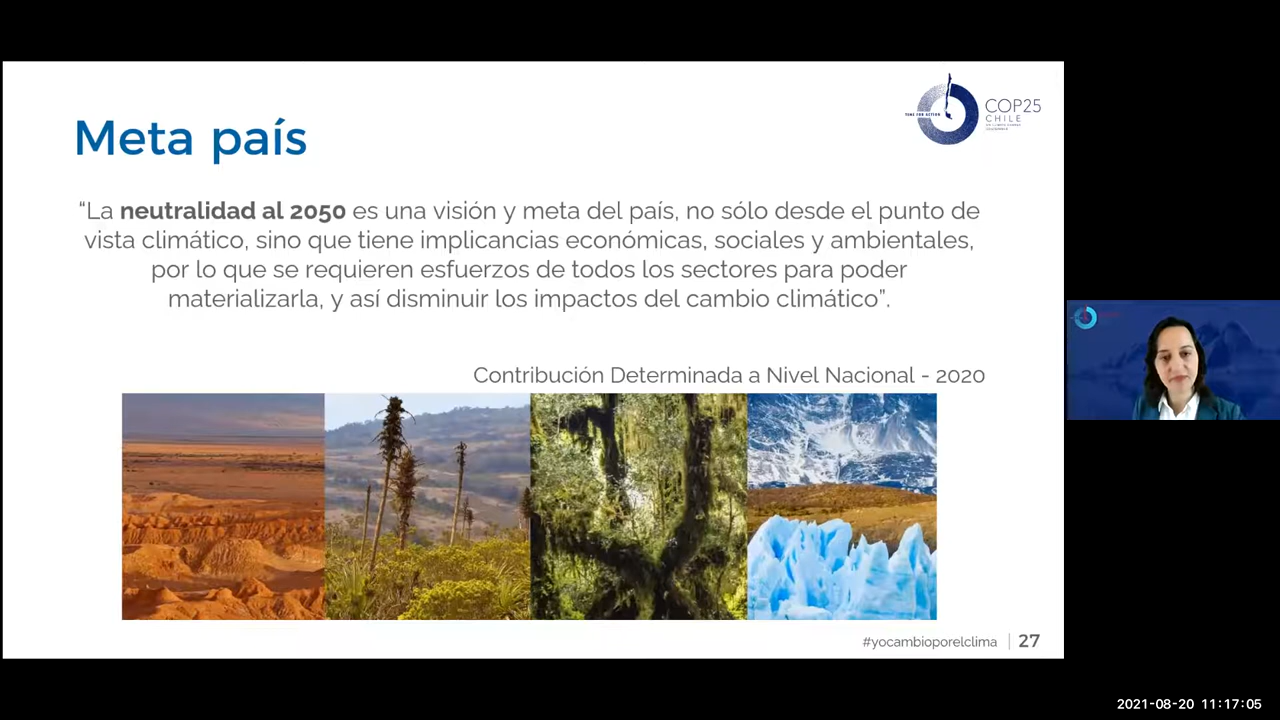 Meta país
TIME FOR ACTION
COP25
CHILE
“La neutralidad al 2050 es una visión y meta del país, no sólo desde el punto de
vista climático, sino que tiene implicancias económicas, sociales y ambientales,
por lo que se requieren esfuerzos de todos los sectores para poder
materializarla, y así disminuir los impactos del cambio climático”.
Contribución Determinada a Nivel Nacional - 2020
#yocambioporelclima | 27
2021-08-20 11:17:05